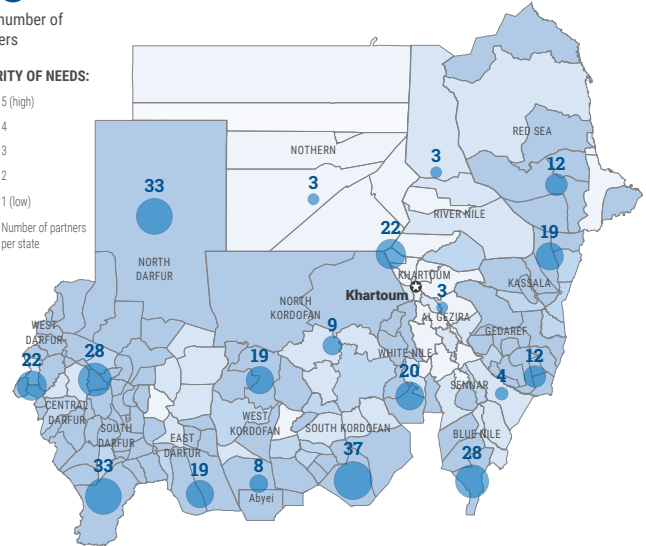 number of
ers
RITY OF NEEDS:
5 (high)
4
3
2
1 (low)
Number of partners
per state
RED SEA
NOTHERN
3
12
33
3
RIVER NILE
22
19
NORTH
DARFUR
KHARTOUM
KASSALA
Khartoum
3
NORTH
KORDOFAN
AL GEZIRA
GEDAREF
9
WEST
DARFUR
WHITE NILE
22
28
19
12
20
4
SENNAR
CENTRAL
DARFUR
WEST
KORDOFAN
SOUTH KORDOFAN
SOUTH
DARFUR
EAST
DARFUR
BLUE NILE
37
28
33
19
8
Abyei